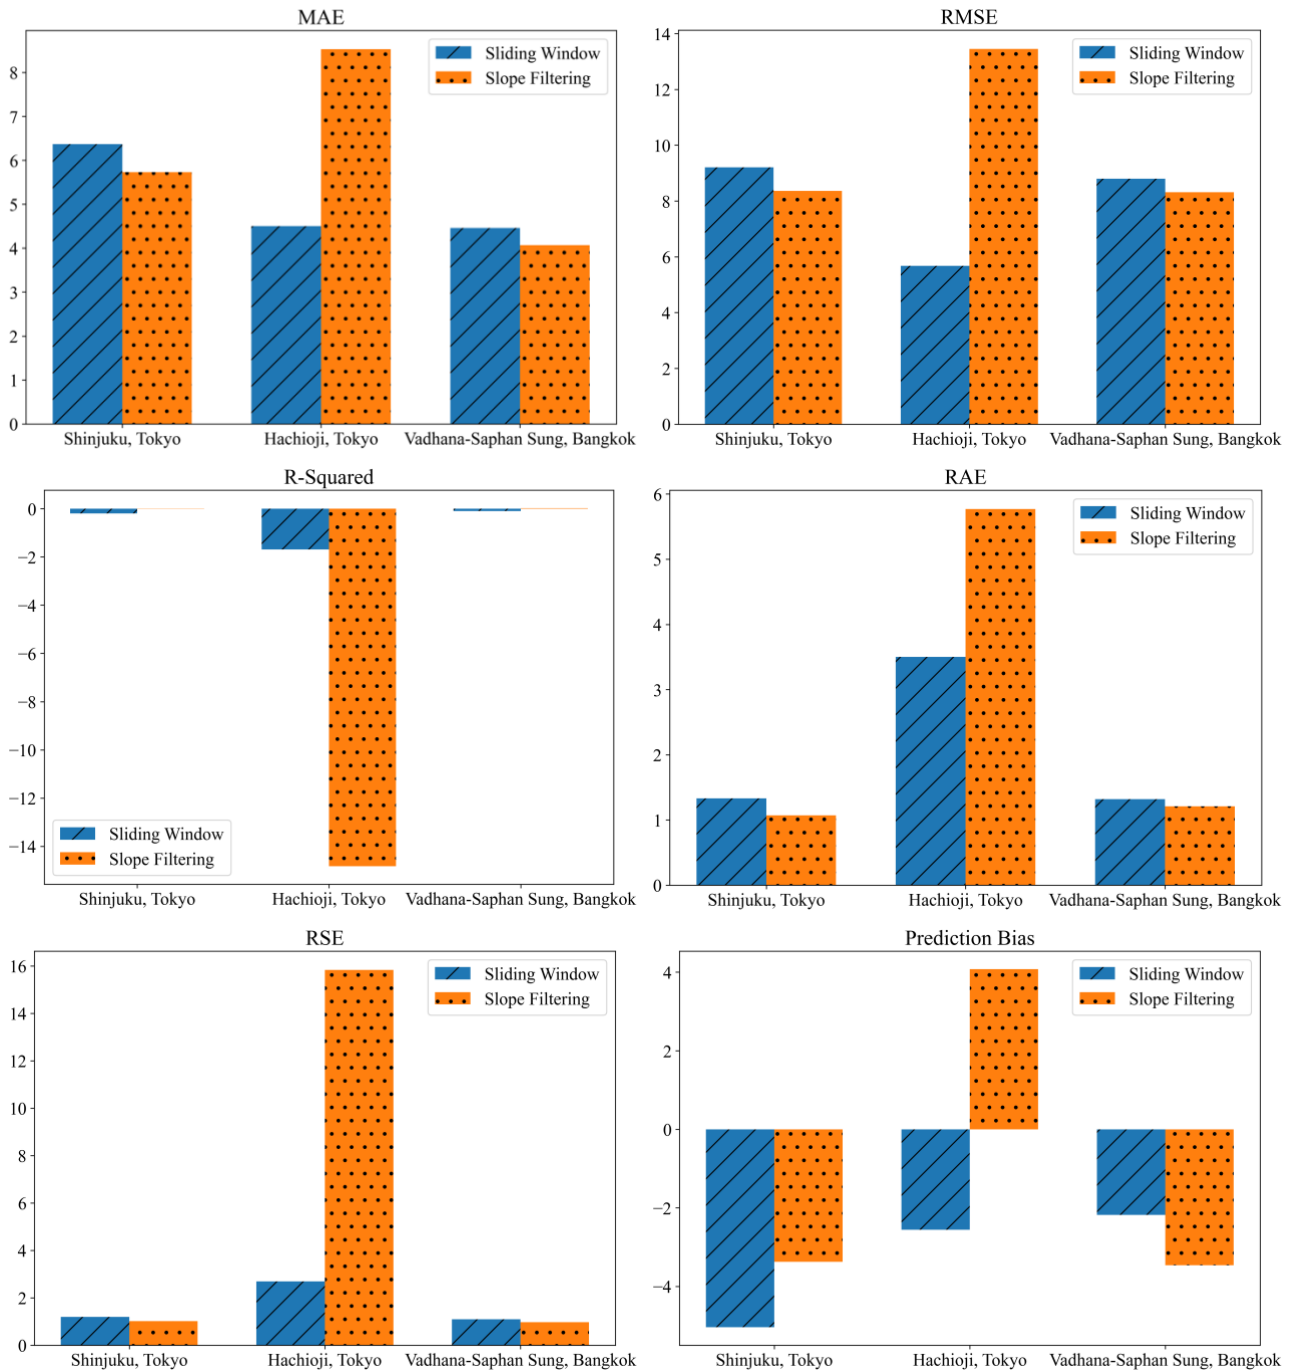 MAE
8
7
6
5
4
3
2
1
0
Sliding Window
Slope Filtering
Shinjuku, Tokyo
Hachioji, Tokyo
Vadhana-Saphan Sung, Bangkok
RMSE
14
12
10
8
6
4
2
0
Sliding Window
Slope Filtering
Shinjuku, Tokyo
Hachioji, Tokyo
Vadhana-Saphan Sung, Bangkok
R-Squared
0
−2
−4
−6
−8
−10
−12
−14
Sliding Window
Slope Filtering
Shinjuku, Tokyo
Hachioji, Tokyo
Vadhana-Saphan Sung, Bangkok
RAE
6
5
4
3
2
1
0
Sliding Window
Slope Filtering
Shinjuku, Tokyo
Hachioji, Tokyo
Vadhana-Saphan Sung, Bangkok
RSE
16
14
12
10
8
6
4
2
0
Sliding Window
Slope Filtering
Shinjuku, Tokyo
Hachioji, Tokyo
Vadhana-Saphan Sung, Bangkok
Prediction Bias
4
2
0
−2
−4
Sliding Window
Slope Filtering
Shinjuku, Tokyo
Hachioji, Tokyo
Vadhana-Saphan Sung, Bangkok